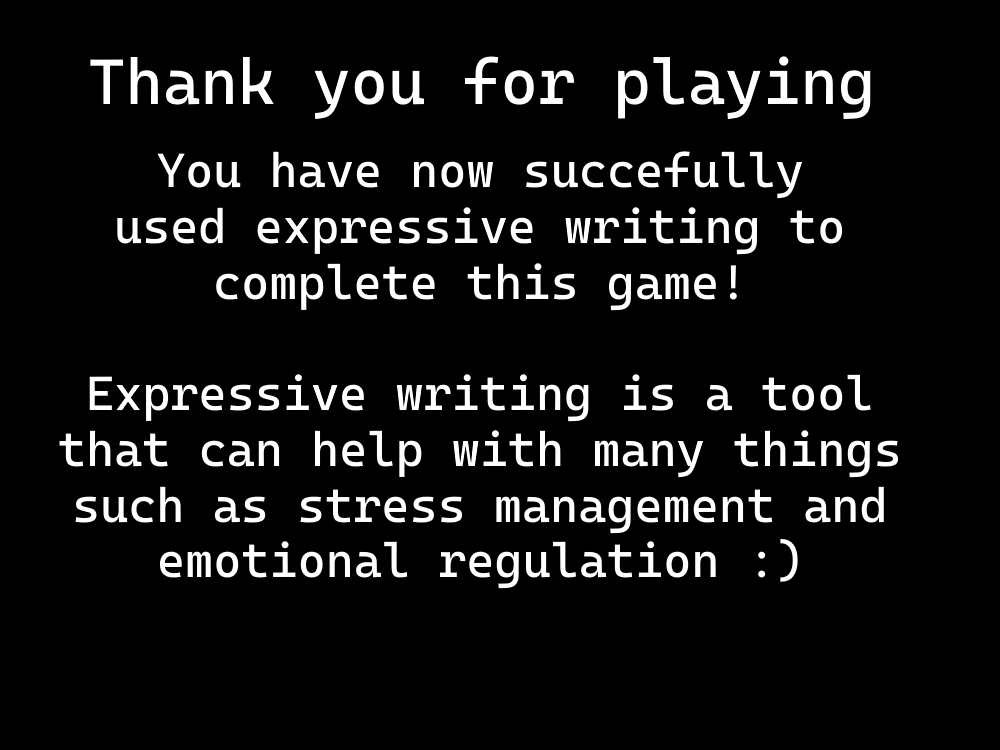 Thank you for playing
You have now succefully
used expressive writing to
complete this game!
Expressive writing is a tool
that can help with many things
such as stress management and
emotional regulation :)